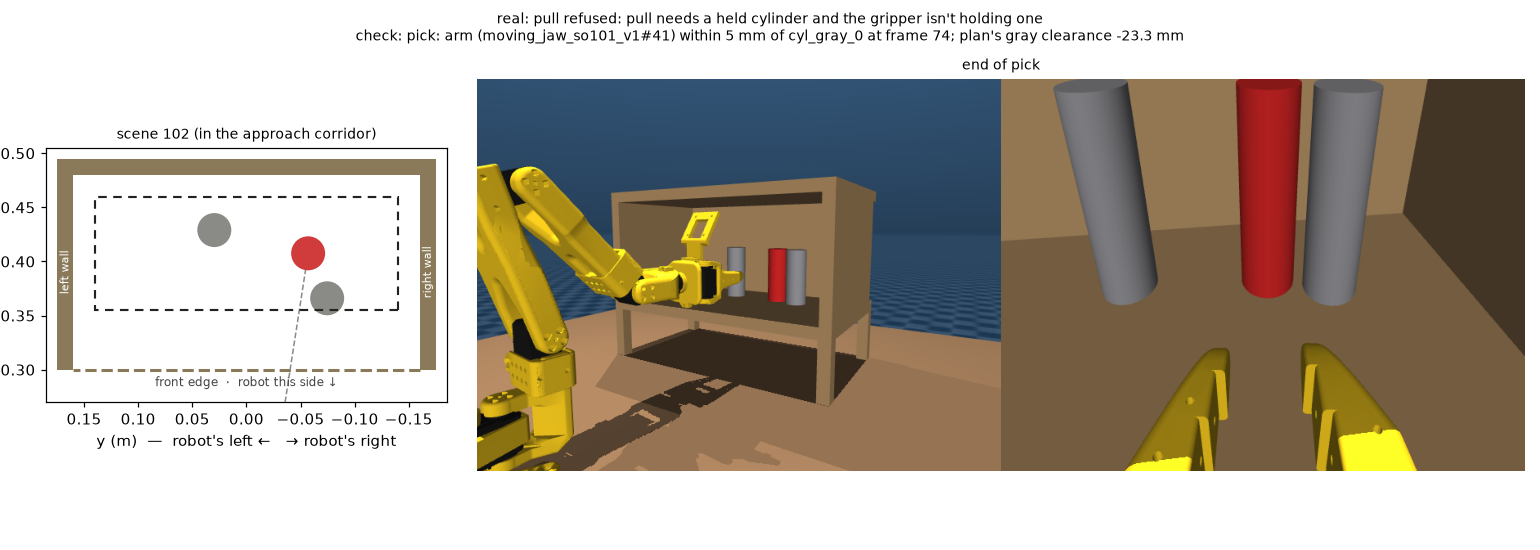 real: pull refused: pull needs a held cylinder and the gripper isn't holding one
check: pick: arm (moving_jaw_so101_v1#41) within 5 mm of cyl_gray_0 at frame 74; plan's gray clearance -23.3 mm
end of pick
scene 102 (in the approach corridor)
0.50
0.45
0.40
0.35
0.30
left wall
right wall
front edge · robot this side ↓
0.15 0.10 0.05 0.00 −0.05 −0.10 −0.15
y (m) — robot's left ← → robot's right